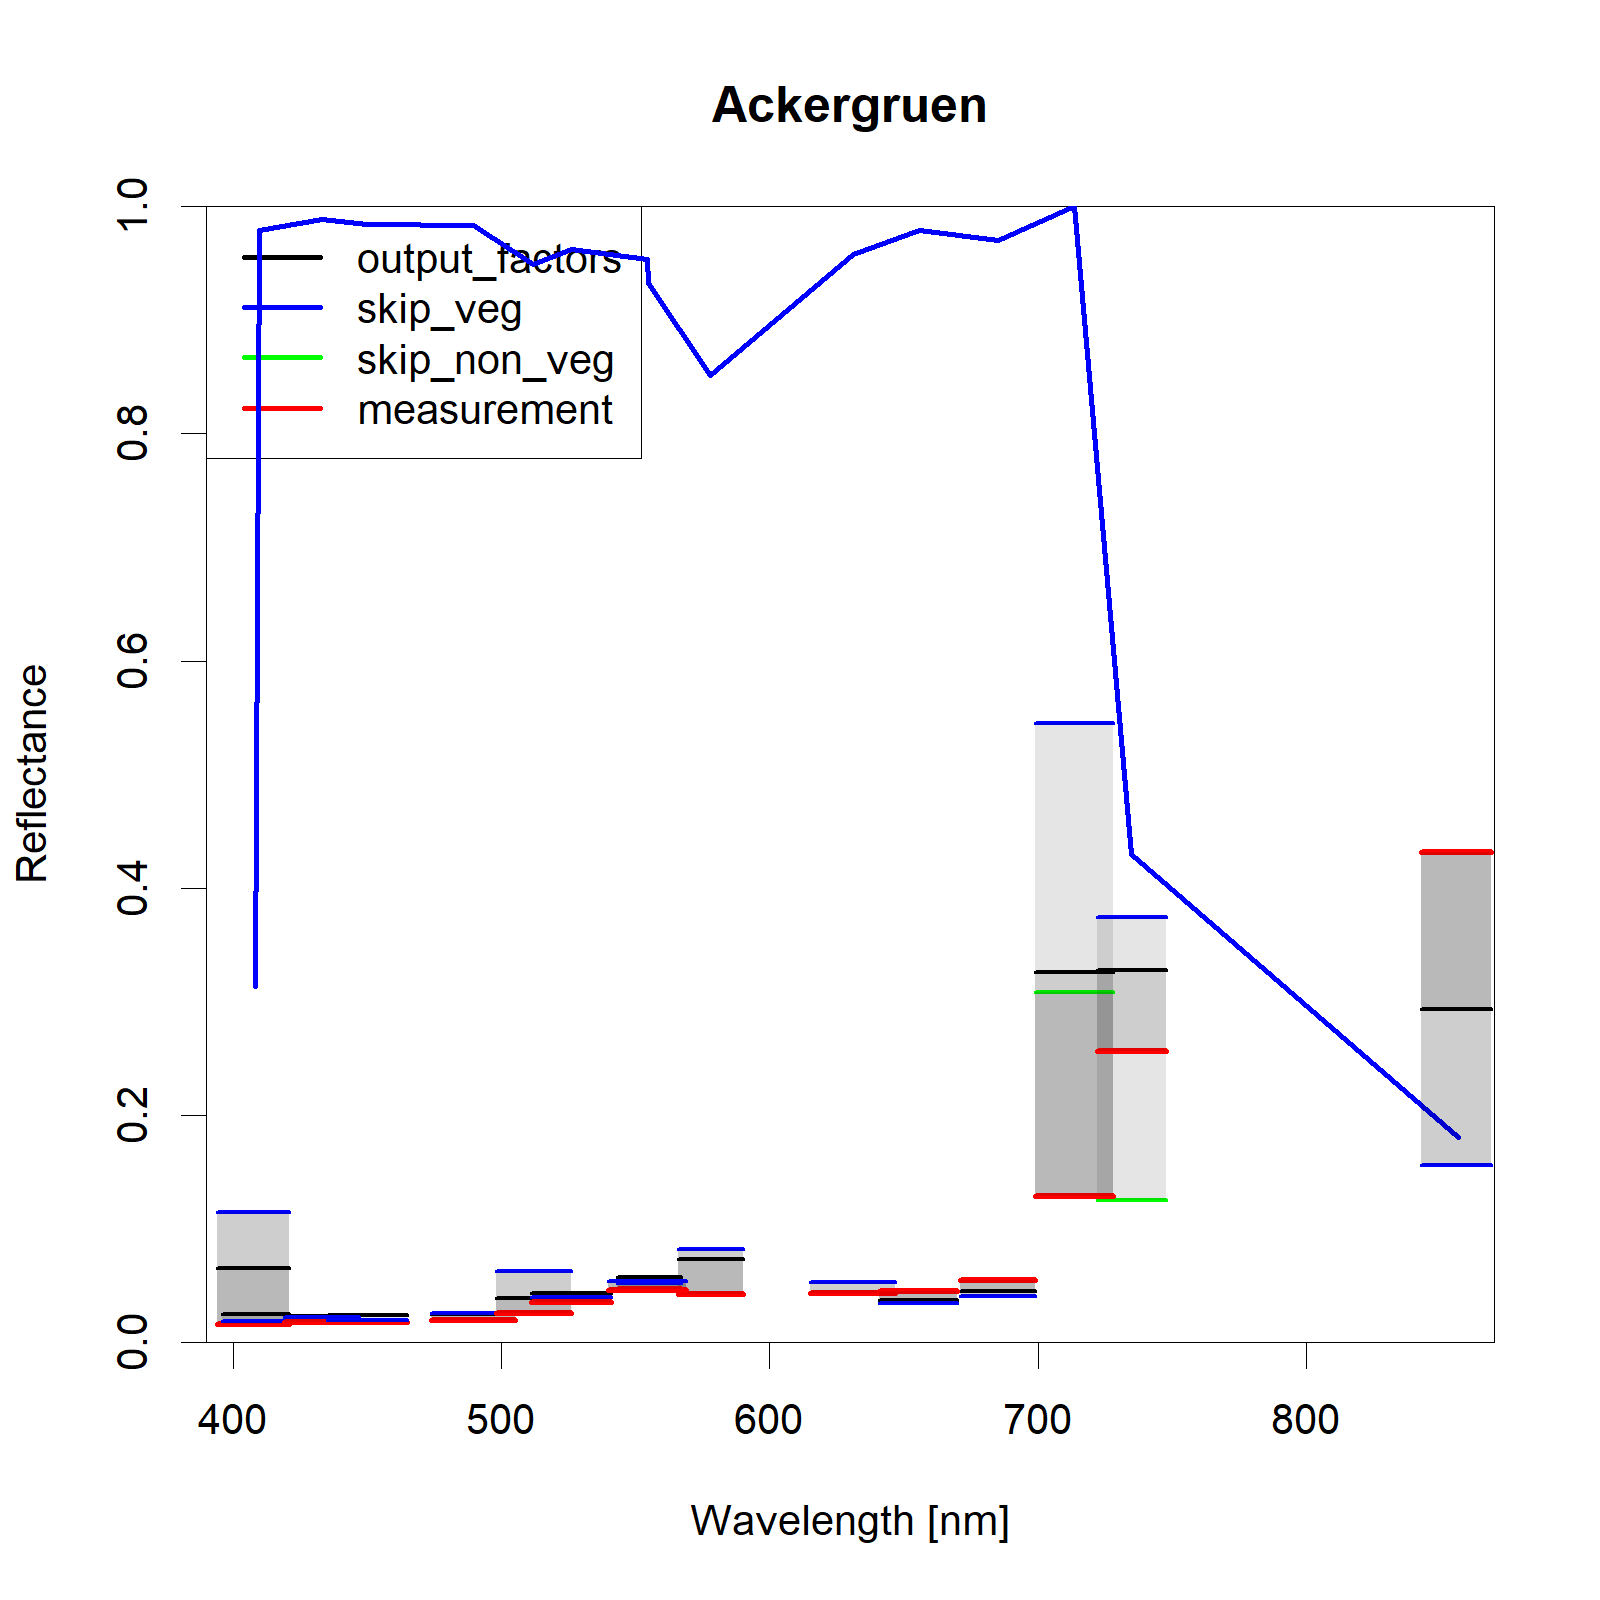 Ackergruen
output_factors
skip_veg
skip_non_veg
measurement
Reflectance
1.0
0.8
0.6
0.4
0.2
0.0
400 500 600 700 800
Wavelength [nm]